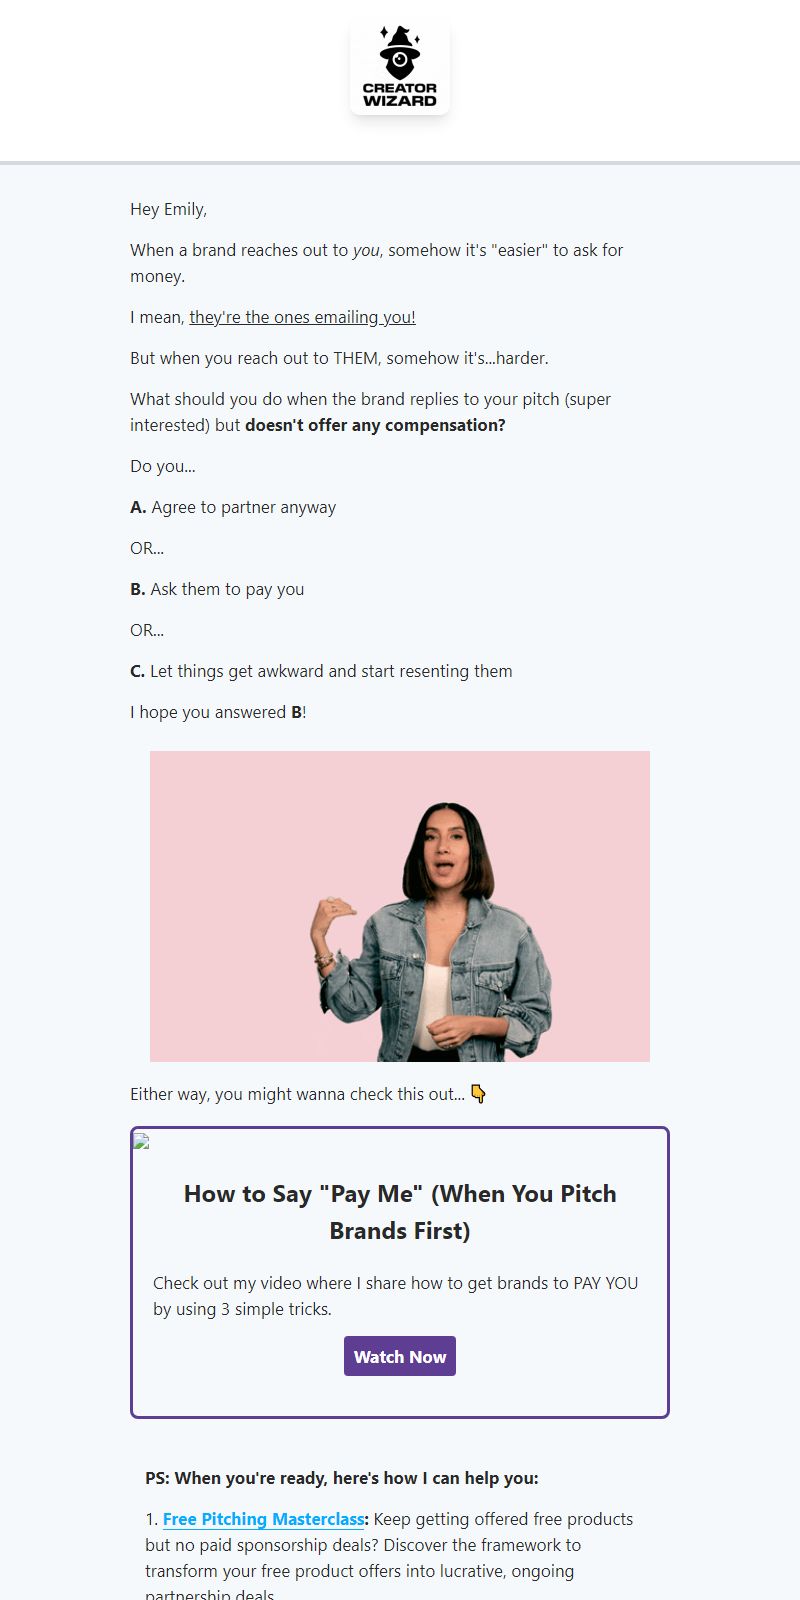 CREATOR
WIZARD
Hey Emily,
When a brand reaches out to you, somehow it's "easier" to ask for
money.
I mean, they're the ones emailing you!
But when you reach out to THEM, somehow it's...harder.
What should you do when the brand replies to your pitch (super
interested) but doesn't offer any compensation?
Do you...
A. Agree to partner anyway
OR...
B. Ask them to pay you
OR...
C. Let things get awkward and start resenting them
I hope you answered B!
Either way, you might wanna check this out... 👇
How to Say "Pay Me" (When You Pitch
Brands First)
Check out my video where I share how to get brands to PAY YOU
by using 3 simple tricks.
Watch Now
PS: When you're ready, here's how I can help you:
1. Free Pitching Masterclass: Keep getting offered free products
but no paid sponsorship deals? Discover the framework to
transform your free product offers into lucrative, ongoing
partnership deals